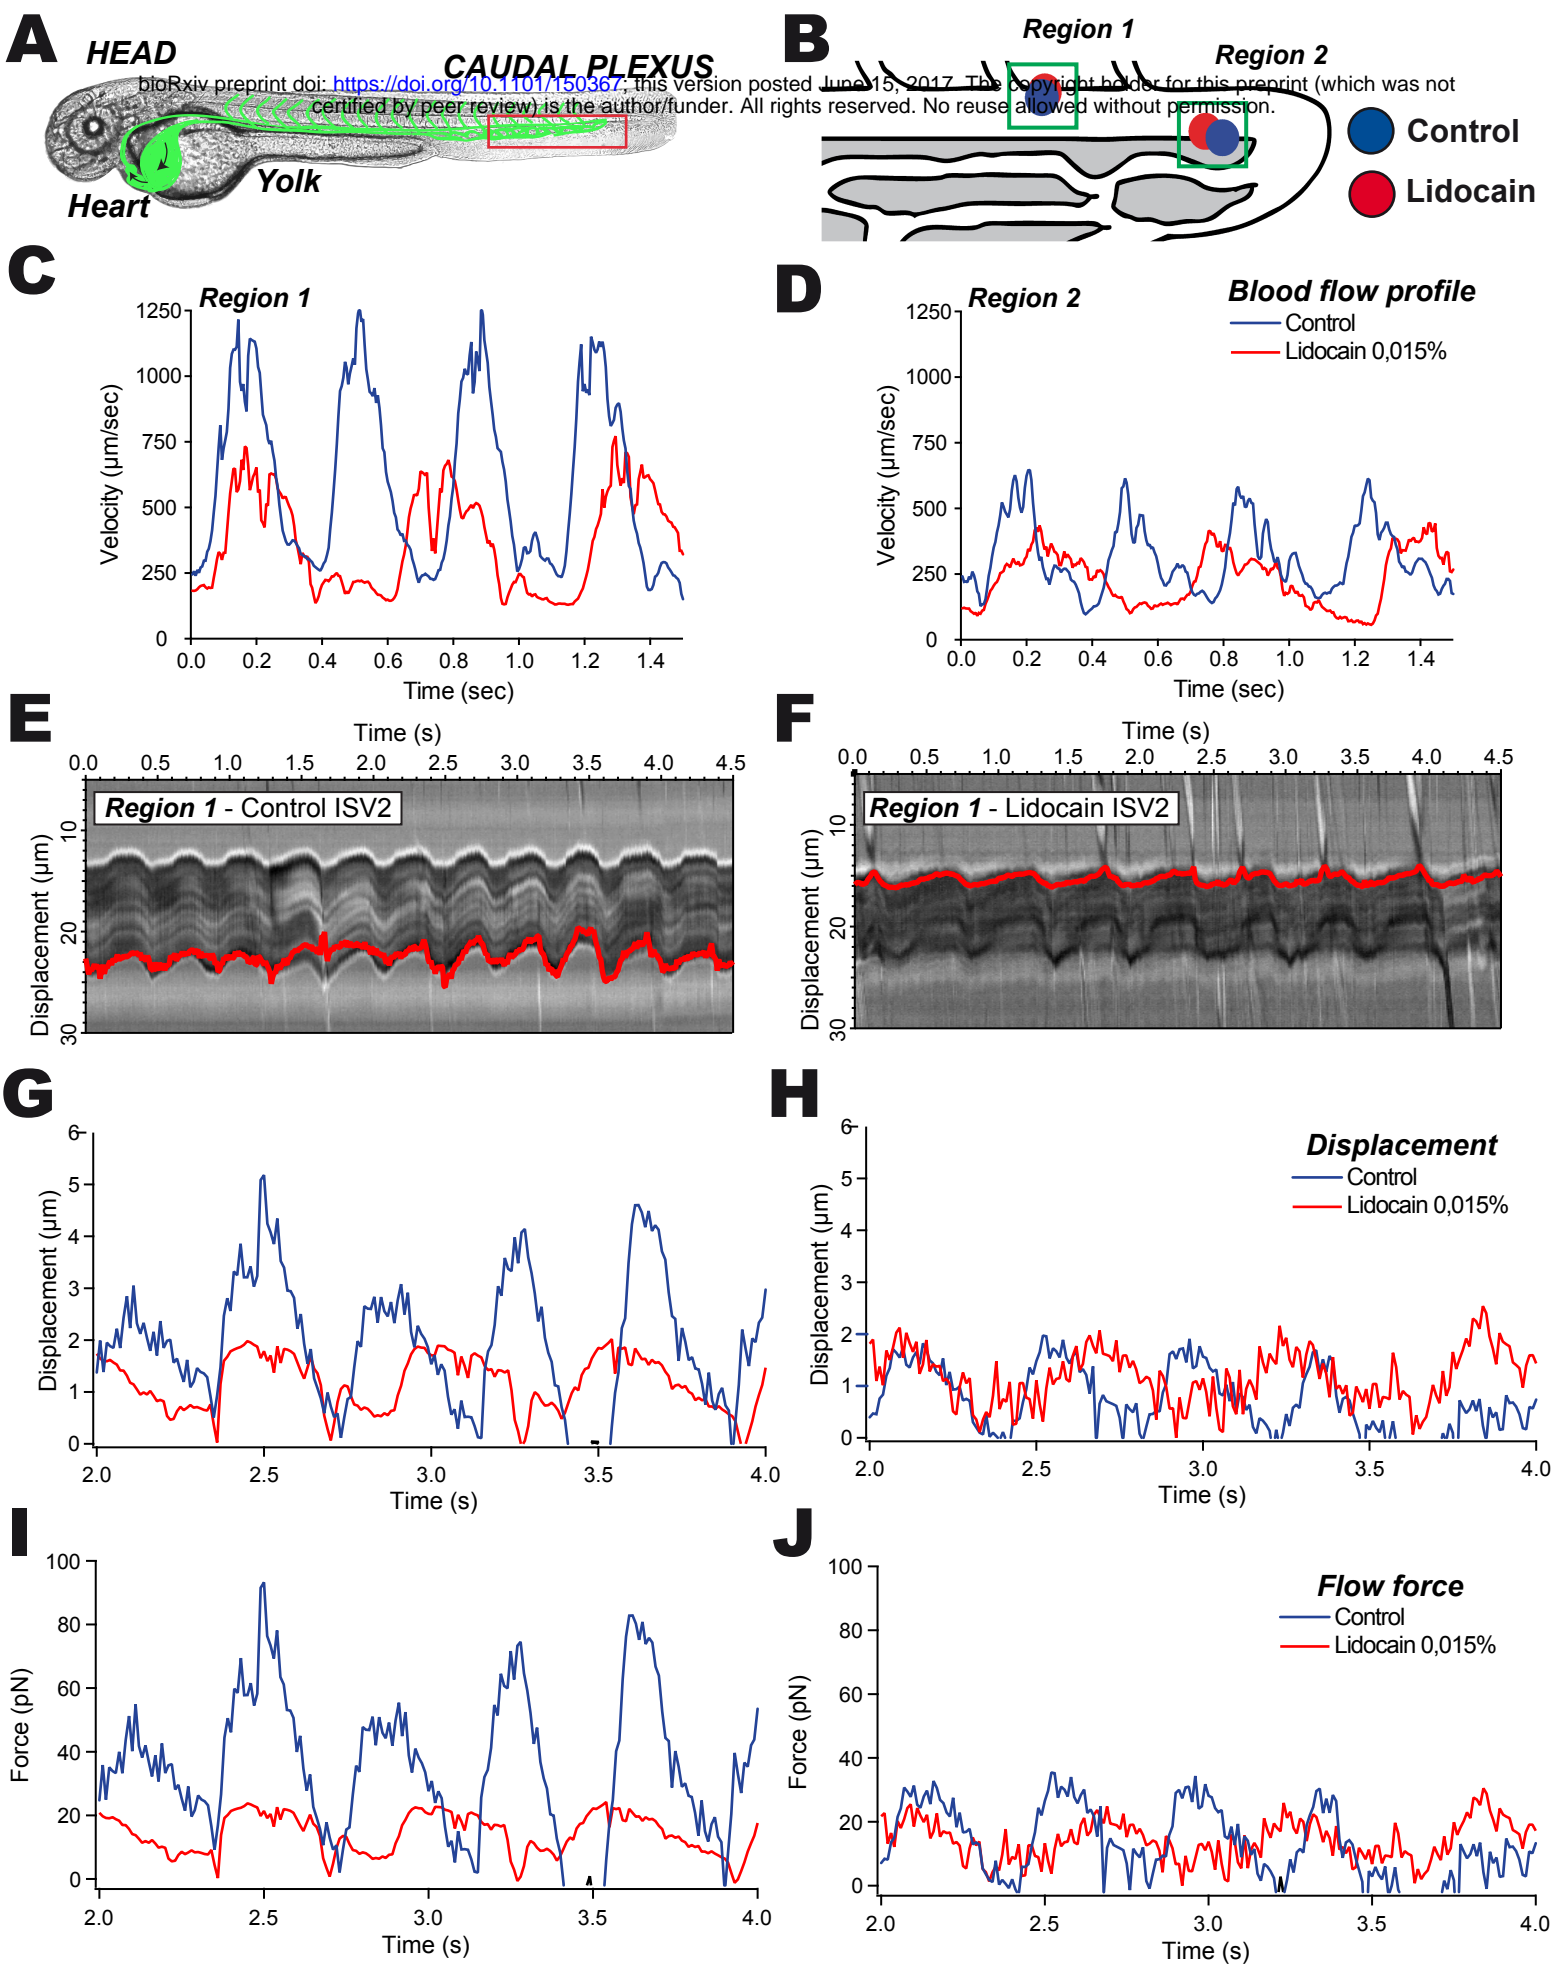 A
HEAD
CAUDAL PLEXUS
Yolk
Heart
B
Region 1
Region 2
Control
Lidocain
bioRxiv preprint doi: https://doi.org/10.1101/150367; this version posted June 15, 2017. The copyright holder for this preprint (which was not
certified by peer review) is the author/funder. All rights reserved. No reuse allowed without permission.
C
Region 1
Velocity (µm/sec)
1250
1000
750
500
250
0
0.0 0.2 0.4 0.6 0.8 1.0 1.2 1.4
Time (sec)
D
Region 2
Blood flow profile
Control
Lidocain 0,015%
Velocity (µm/sec)
1250
1000
750
500
250
0
0.0 0.2 0.4 0.6 0.8 1.0 1.2 1.4
Time (sec)
E
Time (s)
0.0 0.5 1.0 1.5 2.0 2.5 3.0 3.5 4.0 4.5
Region 1 - Control ISV2
Displacement (µm)
10
20
30
F
Time (s)
0.0 0.5 1.0 1.5 2.0 2.5 3.0 3.5 4.0 4.5
Region 1 - Lidocain ISV2
Displacement (µm)
10
20
30
G
Displacement (µm)
6
5
4
3
2
1
0
2.0 2.5 3.0 3.5 4.0
Time (s)
H
Displacement
Control
Lidocain 0,015%
Displacement (µm)
6
5
4
3
2
1
0
2.0 2.5 3.0 3.5 4.0
Time (s)
I
Force (pN)
100
80
60
40
20
0
2.0 2.5 3.0 3.5 4.0
Time (s)
J
Flow force
Control
Lidocain 0,015%
Force (pN)
100
80
60
40
20
0
2.0 2.5 3.0 3.5 4.0
Time (s)